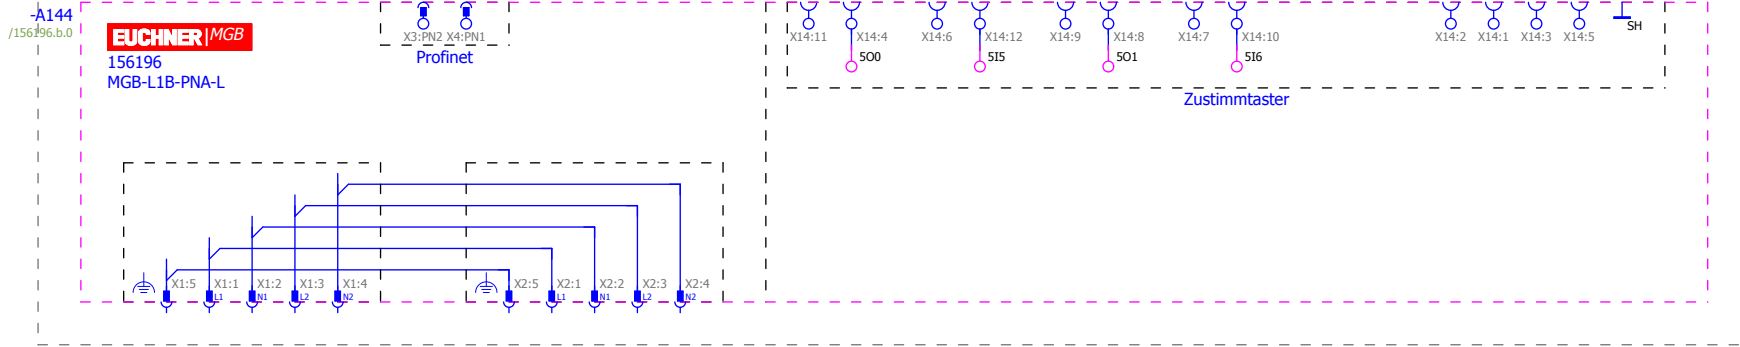 -A144
/156196.b.0
EUCHNER MGB
156196
MGB-L1B-PNA-L
X3:PN2 X4:PN1
Profinet
X14:11 X14:4 X14:6 X14:12 X14:9 X14:8 X14:7 X14:10 X14:2 X14:1 X14:3 X14:5 SH
5O0 5I5 5O1 5I6
Zustimmtaster
X1:5 X1:1 X1:2 X1:3 X1:4 X2:5 X2:1 X2:2 X2:3 X2:4
L1 N1 L2 N2 L1 N1 L2 N2